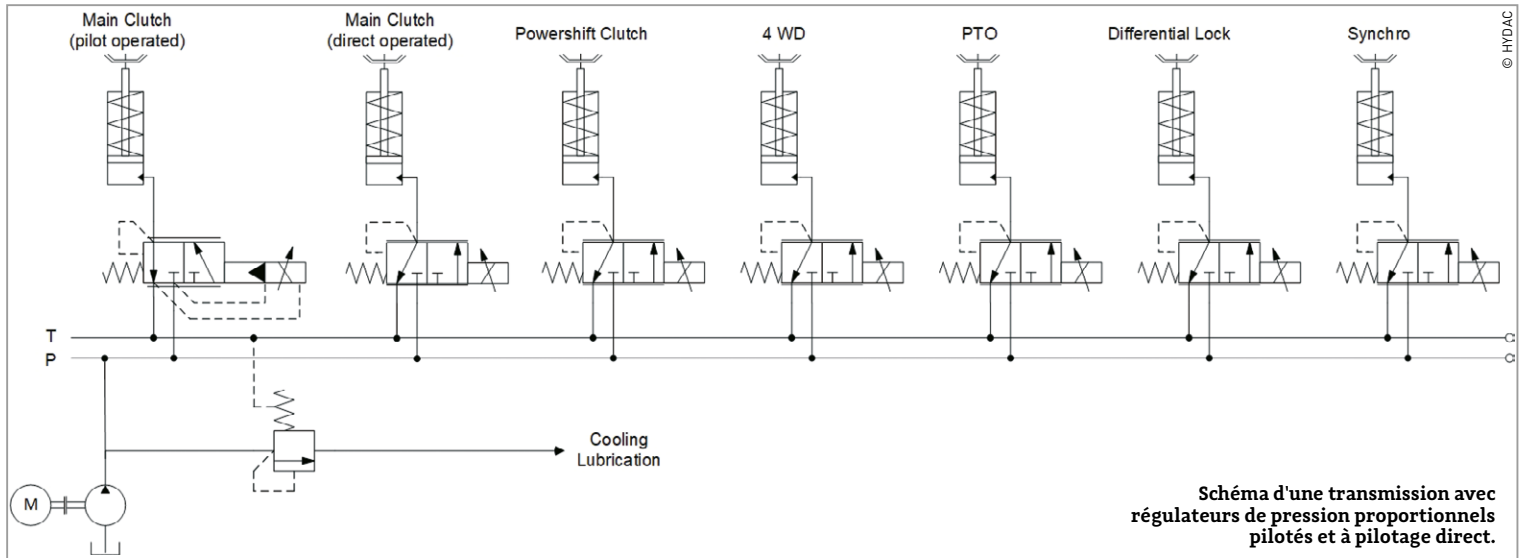 Main Clutch
(pilot operated)
Main Clutch
(direct operated)
Powershift Clutch
4 WD
PTO
Differential Lock
Synchro
© HYDAC
T
P
Cooling
Lubrication
M
Schéma d'une transmission avec
régulateurs de pression proportionnels
pilotés et à pilotage direct.